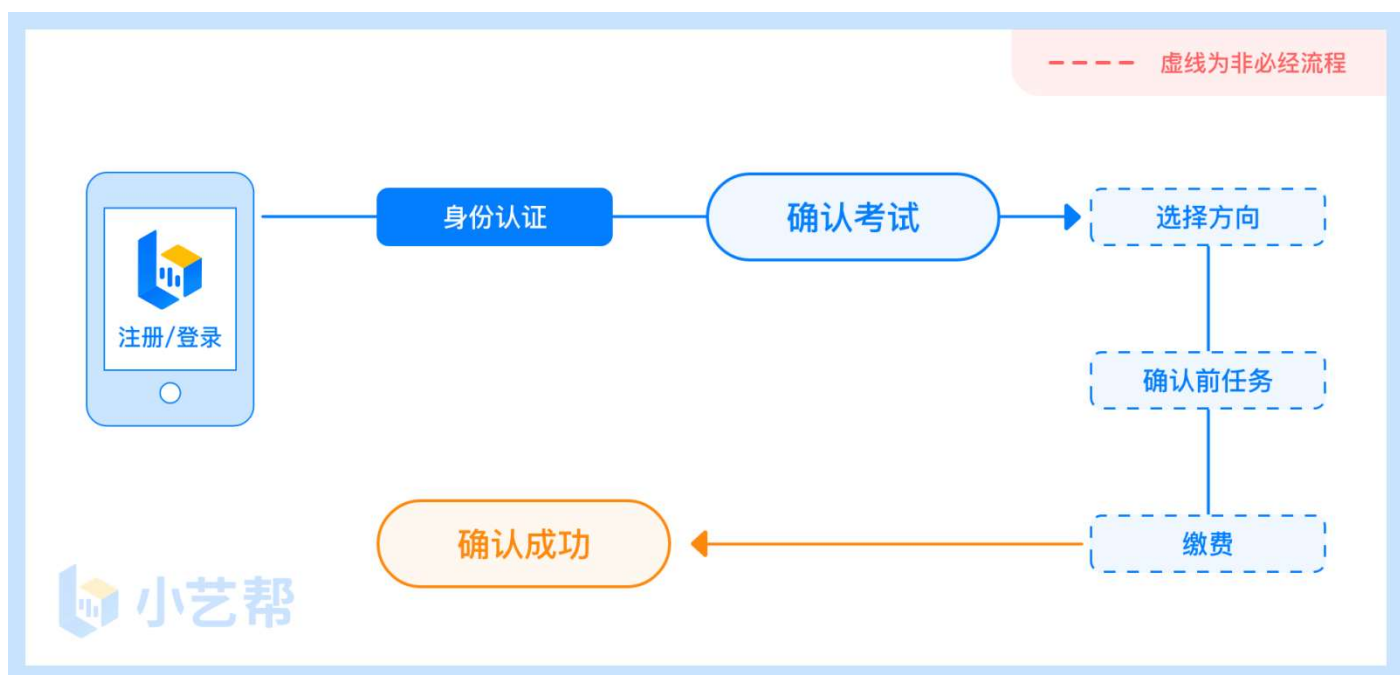 虚线为非必经流程
注册/登录
身份认证
确认考试
选择方向
确认前任务
缴费
确认成功
小艺帮